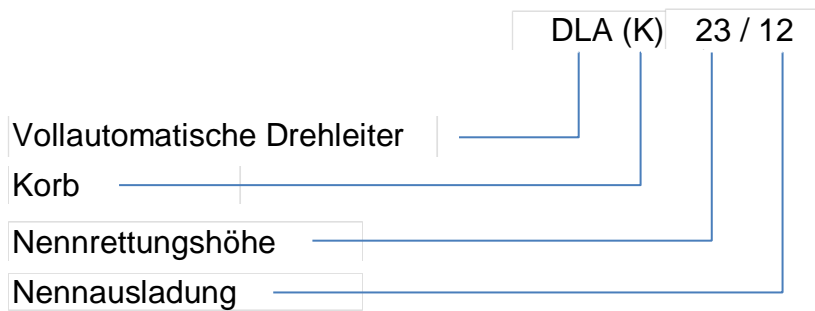 DLA (K) 23 / 12
Vollautomatische Drehleiter
Korb
Nennrettungshöhe
Nennausladung